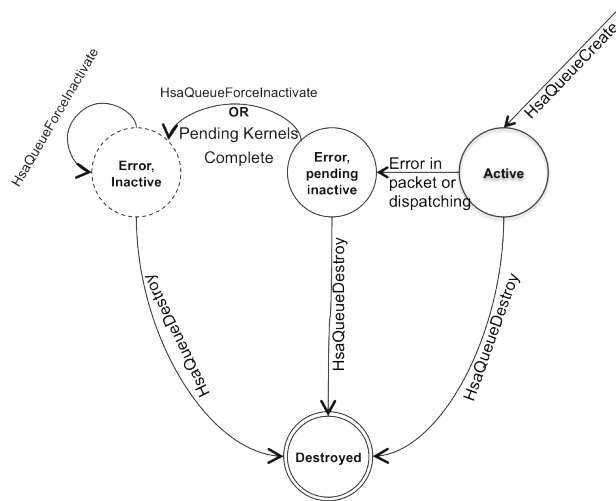 HsaQueueCreate
HsaQueueForceInactivate
HsaQueueForceInactivate
OR
Pending Kernels
Complete
Error,
Inactive
Error,
pending
inactive
Error in
packet or
dispatching
Active
HsaQueueDestroy
HsaQueueDestroy
HsaQueueDestroy
Destroyed